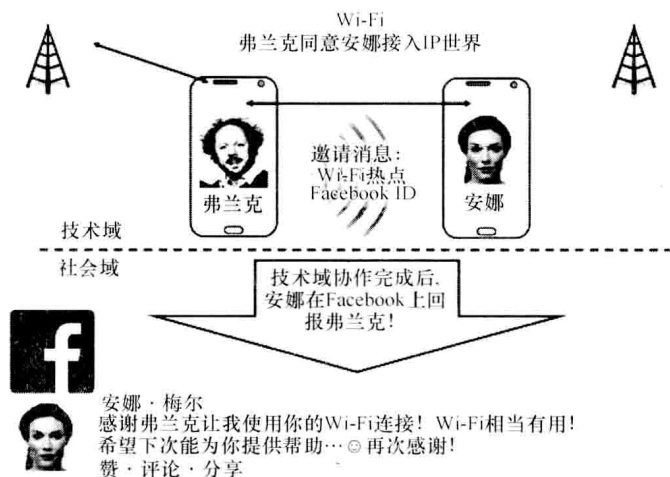 Wi-Fi
弗兰克同意安娜接入IP世界
邀请消息：
Wi-Fi热点
Facebook ID
弗兰克
安娜
技术域
社会域
技术域协作完成后,
安娜在Facebook上回
报弗兰克！
f
安娜·梅尔
感谢弗兰克让我使用你的Wi-Fi连接！Wi-Fi相当有用！
希望下次能为你提供帮助…☺再次感谢！
赞·评论·分享